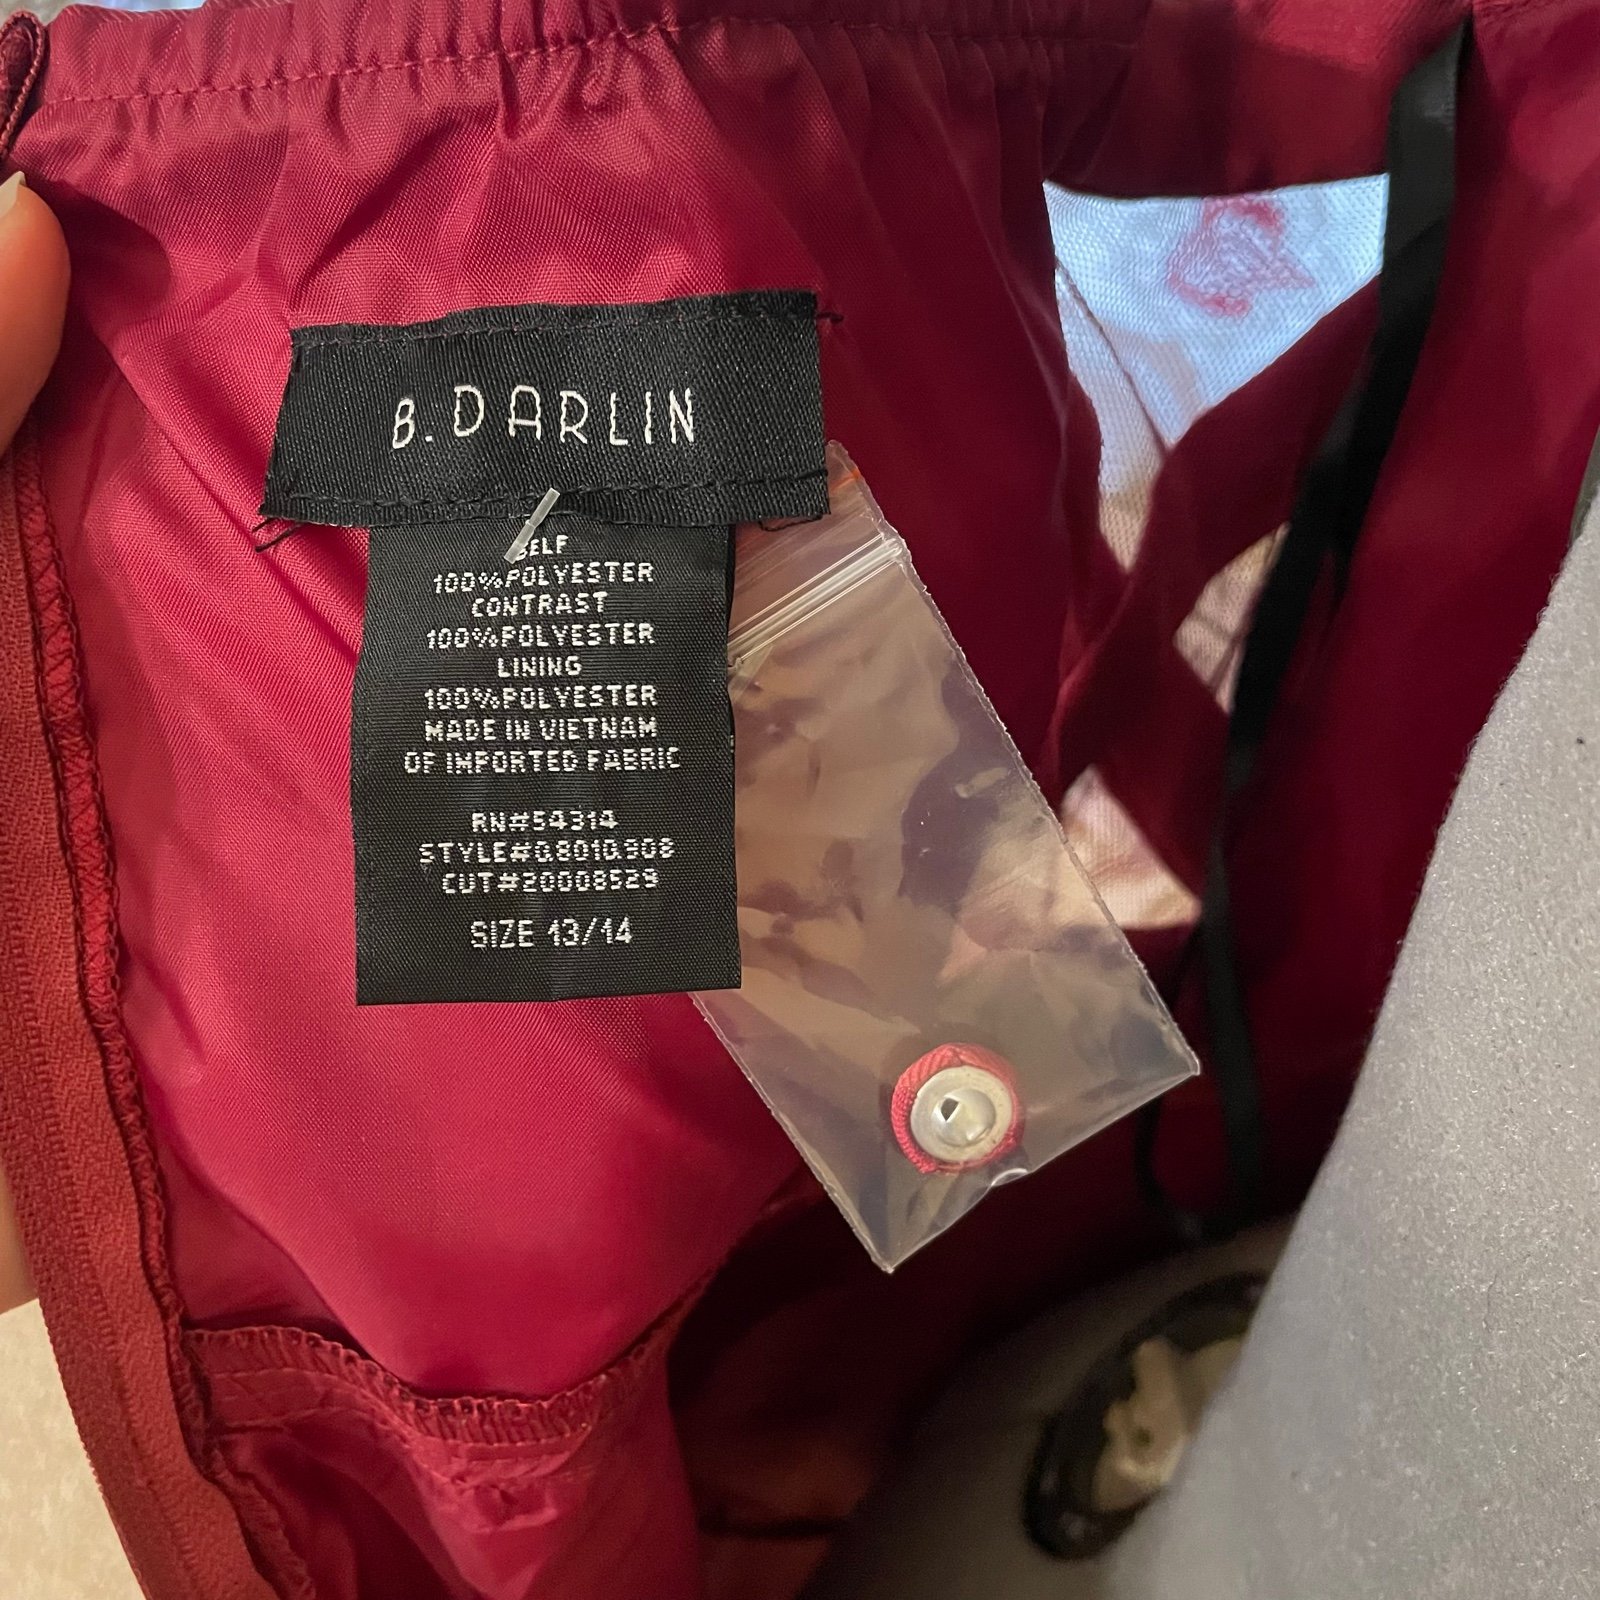 B. DARLIN
SELF
100%POLYESTER
CONTRAST
100%POLYESTER
LINING
100%POLYESTER
MADE IN VIETNAM
OF IMPORTED FABRIC
RN#54314
STYLE#Q8010908
CUT#20008529
SIZE 13/14